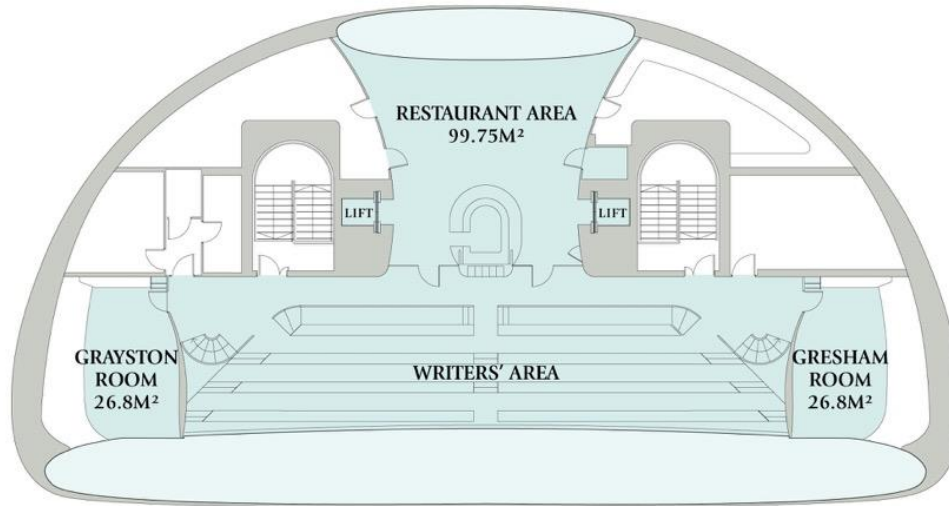 RESTAURANT AREA
99.75M²
LIFT
LIFT
GRAYSTON
ROOM
26.8M²
WRITERS’ AREA
GRESHAM
ROOM
26.8M²